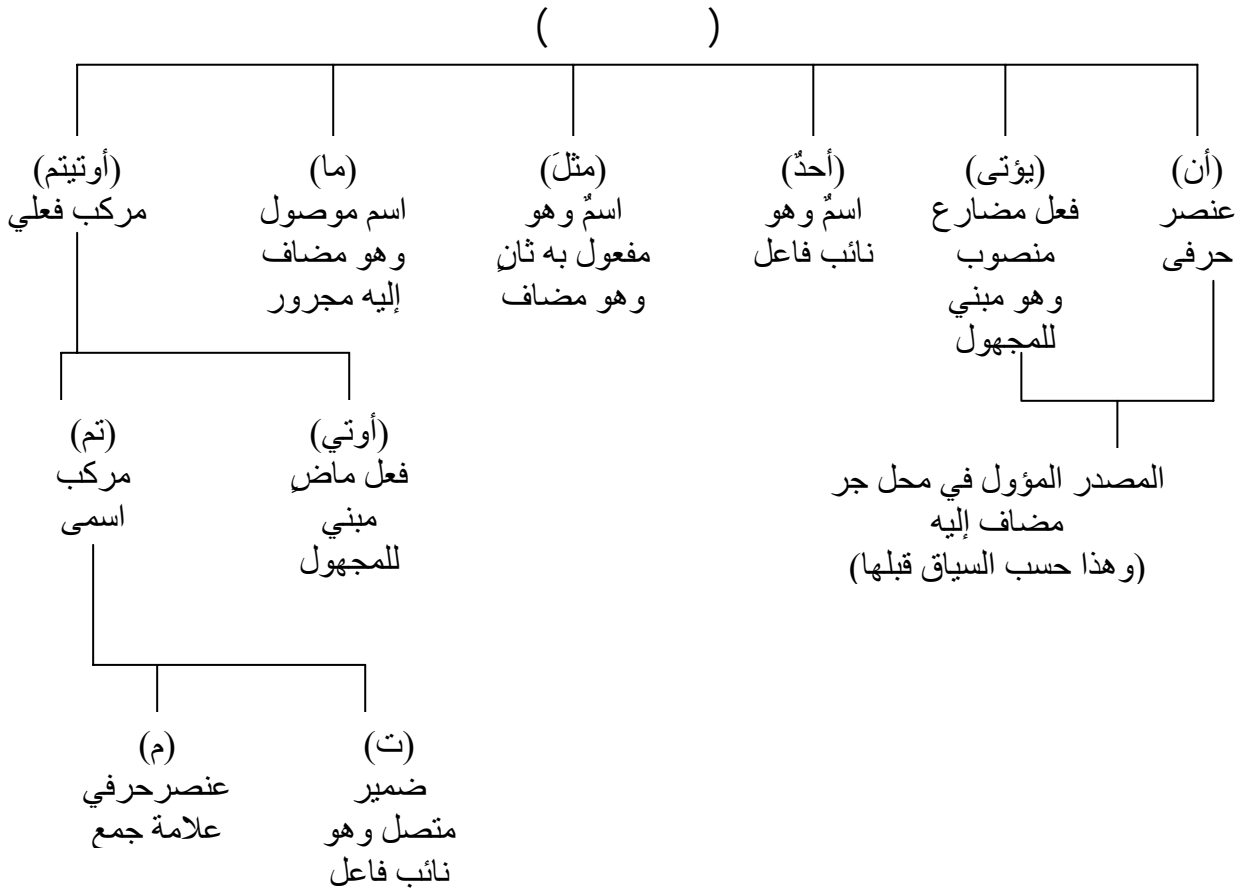 ( )
(أن)
عنصر
حرفى
(يؤتى)
فعل مضارع
منصوب
وهو مبني
للمجهول
(أحدٌ)
اسمٌ وهو
نائب فاعل
(مثلَ)
اسمٌ وهو
مفعول به ثانٍ
وهو مضاف
(ما)
اسم موصول
وهو مضاف
إليه مجرور
(أوتيتم)
مركب فعلي
المصدر المؤول في محل جر
مضاف إليه
(وهذا حسب السياق قبلها)
(أوتي)
فعل ماضٍ
مبني
للمجهول
(تم)
مركب
اسمى
(ت)
ضمير
متصل وهو
نائب فاعل
(م)
عنصرحرفي
علامة جمع